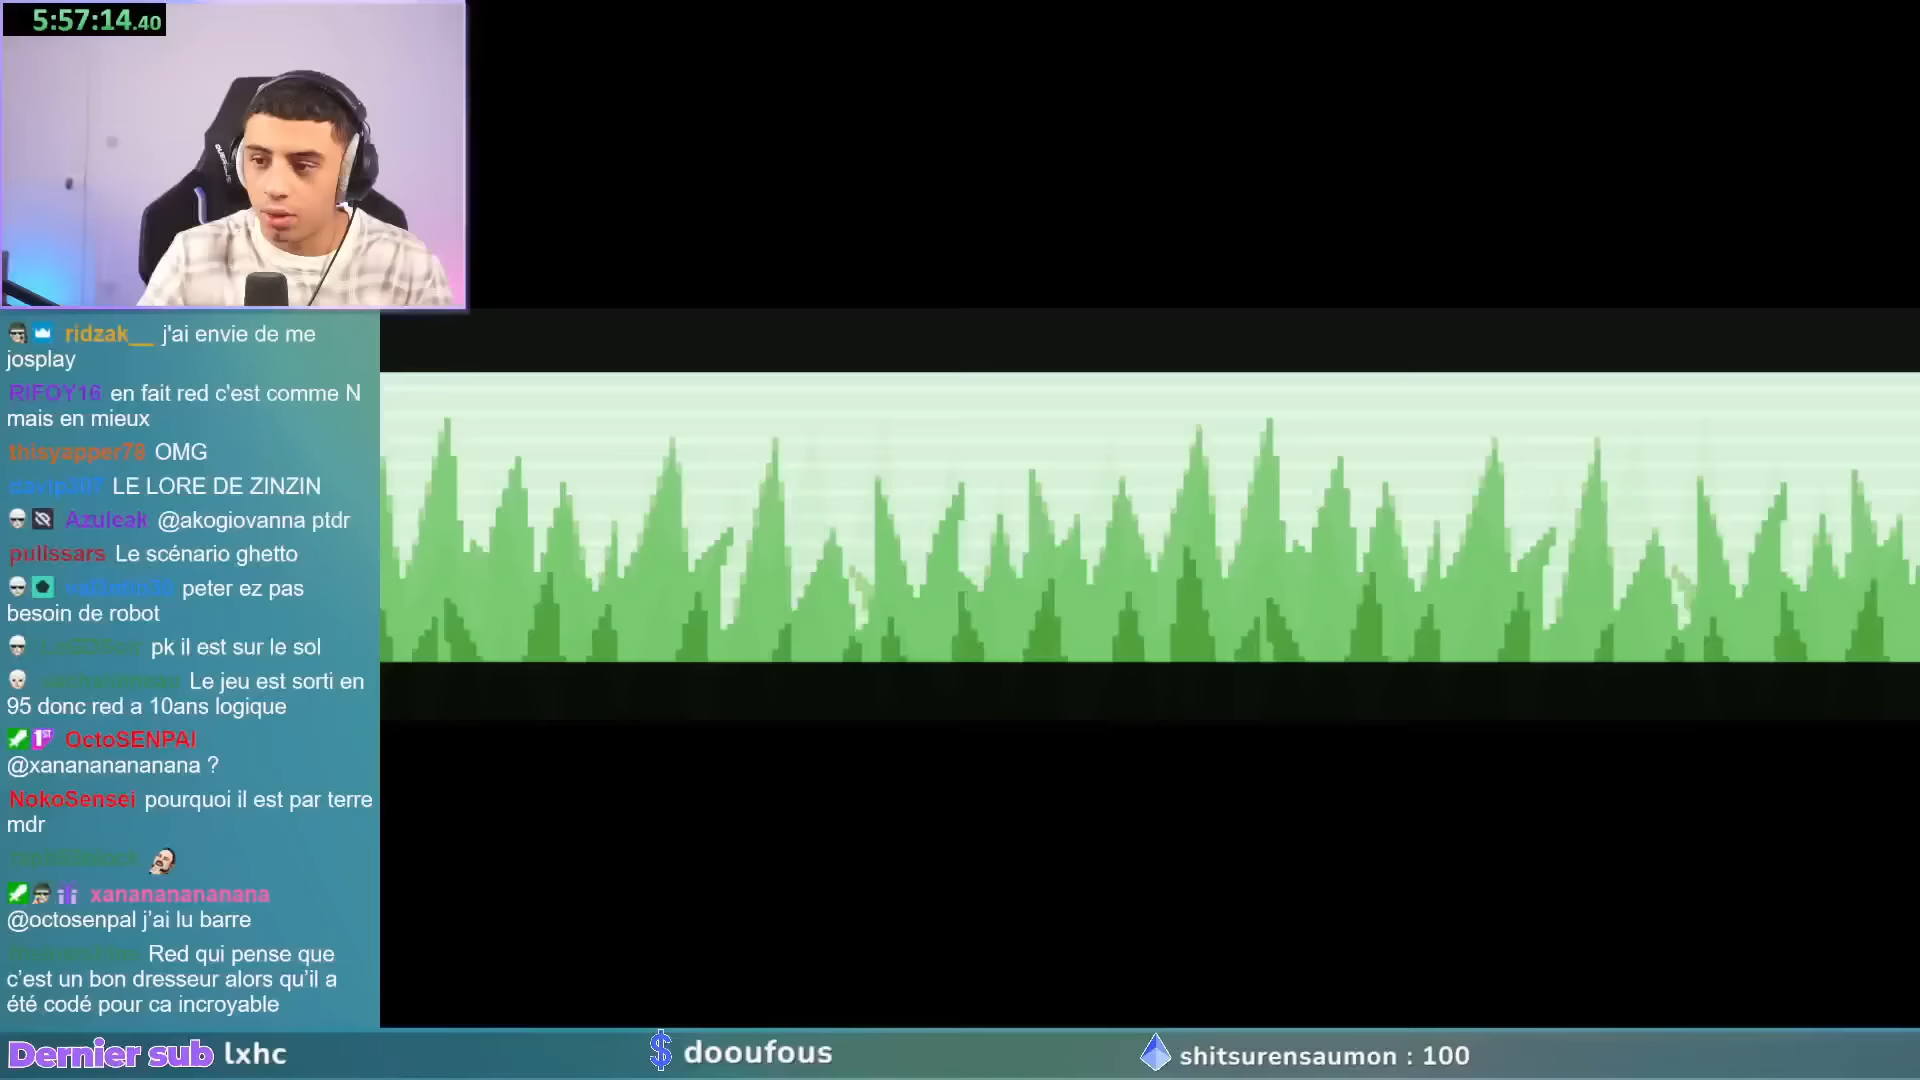 5:57:14.40
ridzak__ j'ai envie de me
josplay
RIFOY16 en fait red c'est comme N
mais en mieux
thisyapper78 OMG
LE LORE DE ZINZIN
Azuleak @akogiovanna ptdr
pulissars Le scénario ghetto
peter ez pas
besoin de robot
pk il est sur le sol
Le jeu est sorti en
95 donc red a 10ans logique
OctoSENPAI
@xanananananana ?
NokoSensei pourquoi il est par terre
mdr
xanananananana
@octosenpal j’ai lu barre
Red qui pense que
c’est un bon dresseur alors qu’il a
été codé pour ca incroyable
Dernier sub lxhc
$ dooufous
shitsurensaumon : 100